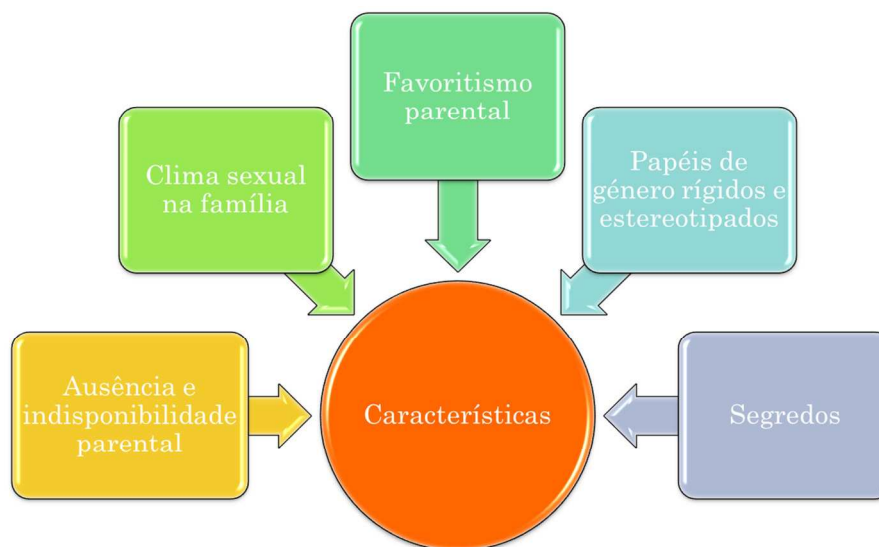 Favoritismo
parental
Clima sexual
na família
Papéis de
género rígidos e
estereotipados
Ausência e
indisponibilidade
parental
Características
Segredos